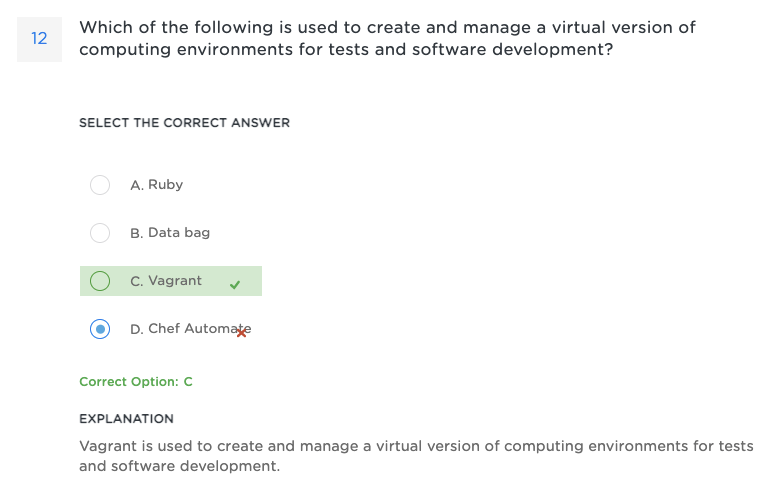 12
Which of the following is used to create and manage a virtual version of
computing environments for tests and software development?
SELECT THE CORRECT ANSWER
A. Ruby
B. Data bag
C. Vagrant
D. Chef Automate
Correct Option: C
EXPLANATION
Vagrant is used to create and manage a virtual version of computing environments for tests
and software development.